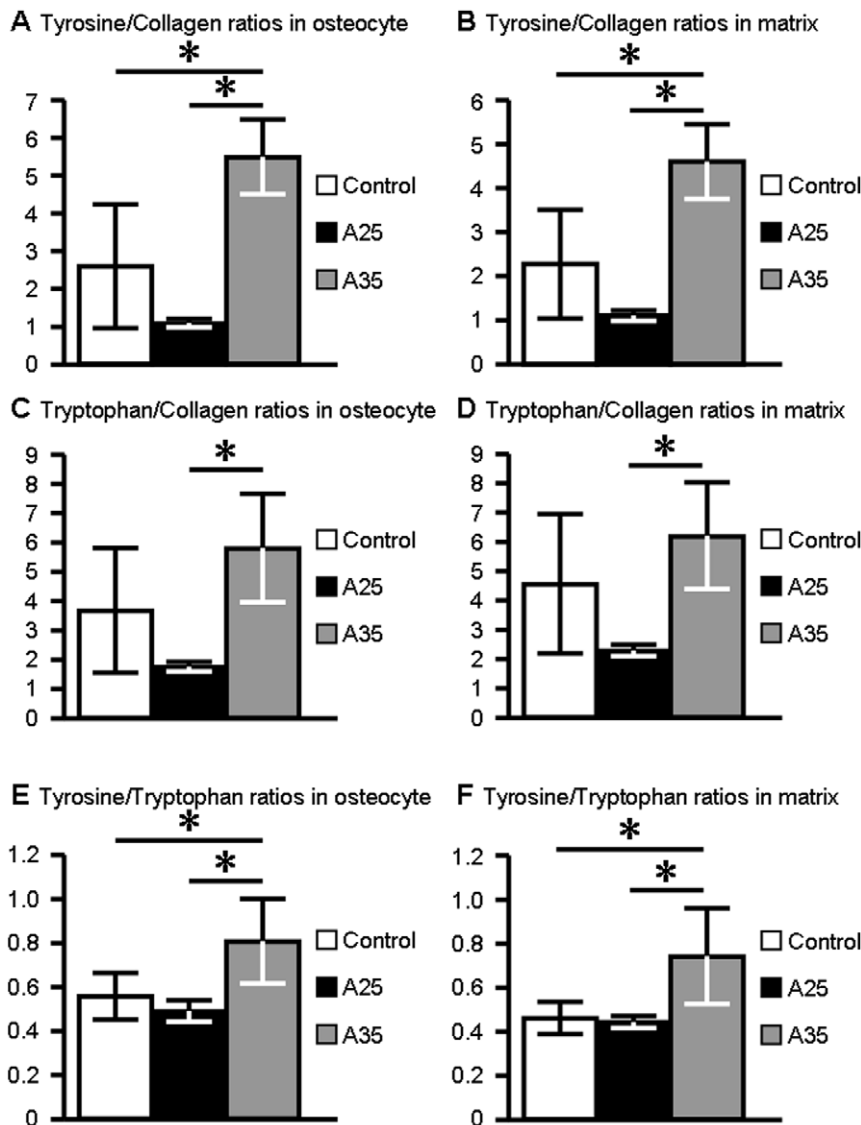 A Tyrosine/Collagen ratios in osteocyte
*
*
7
6
5
4
3
2
1
0
Control
A25
A35
B Tyrosine/Collagen ratios in matrix
*
*
6
5
4
3
2
1
0
Control
A25
A35
C Tryptophan/Collagen ratios in osteocyte
*
9
8
7
6
5
4
3
2
1
0
Control
A25
A35
D Tryptophan/Collagen ratios in matrix
*
9
8
7
6
5
4
3
2
1
0
Control
A25
A35
E Tyrosine/Tryptophan ratios in osteocyte
*
*
1.2
1.0
0.8
0.6
0.4
0.2
0
Control
A25
A35
F Tyrosine/Tryptophan ratios in matrix
*
*
1.2
1.0
0.8
0.6
0.4
0.2
0
Control
A25
A35